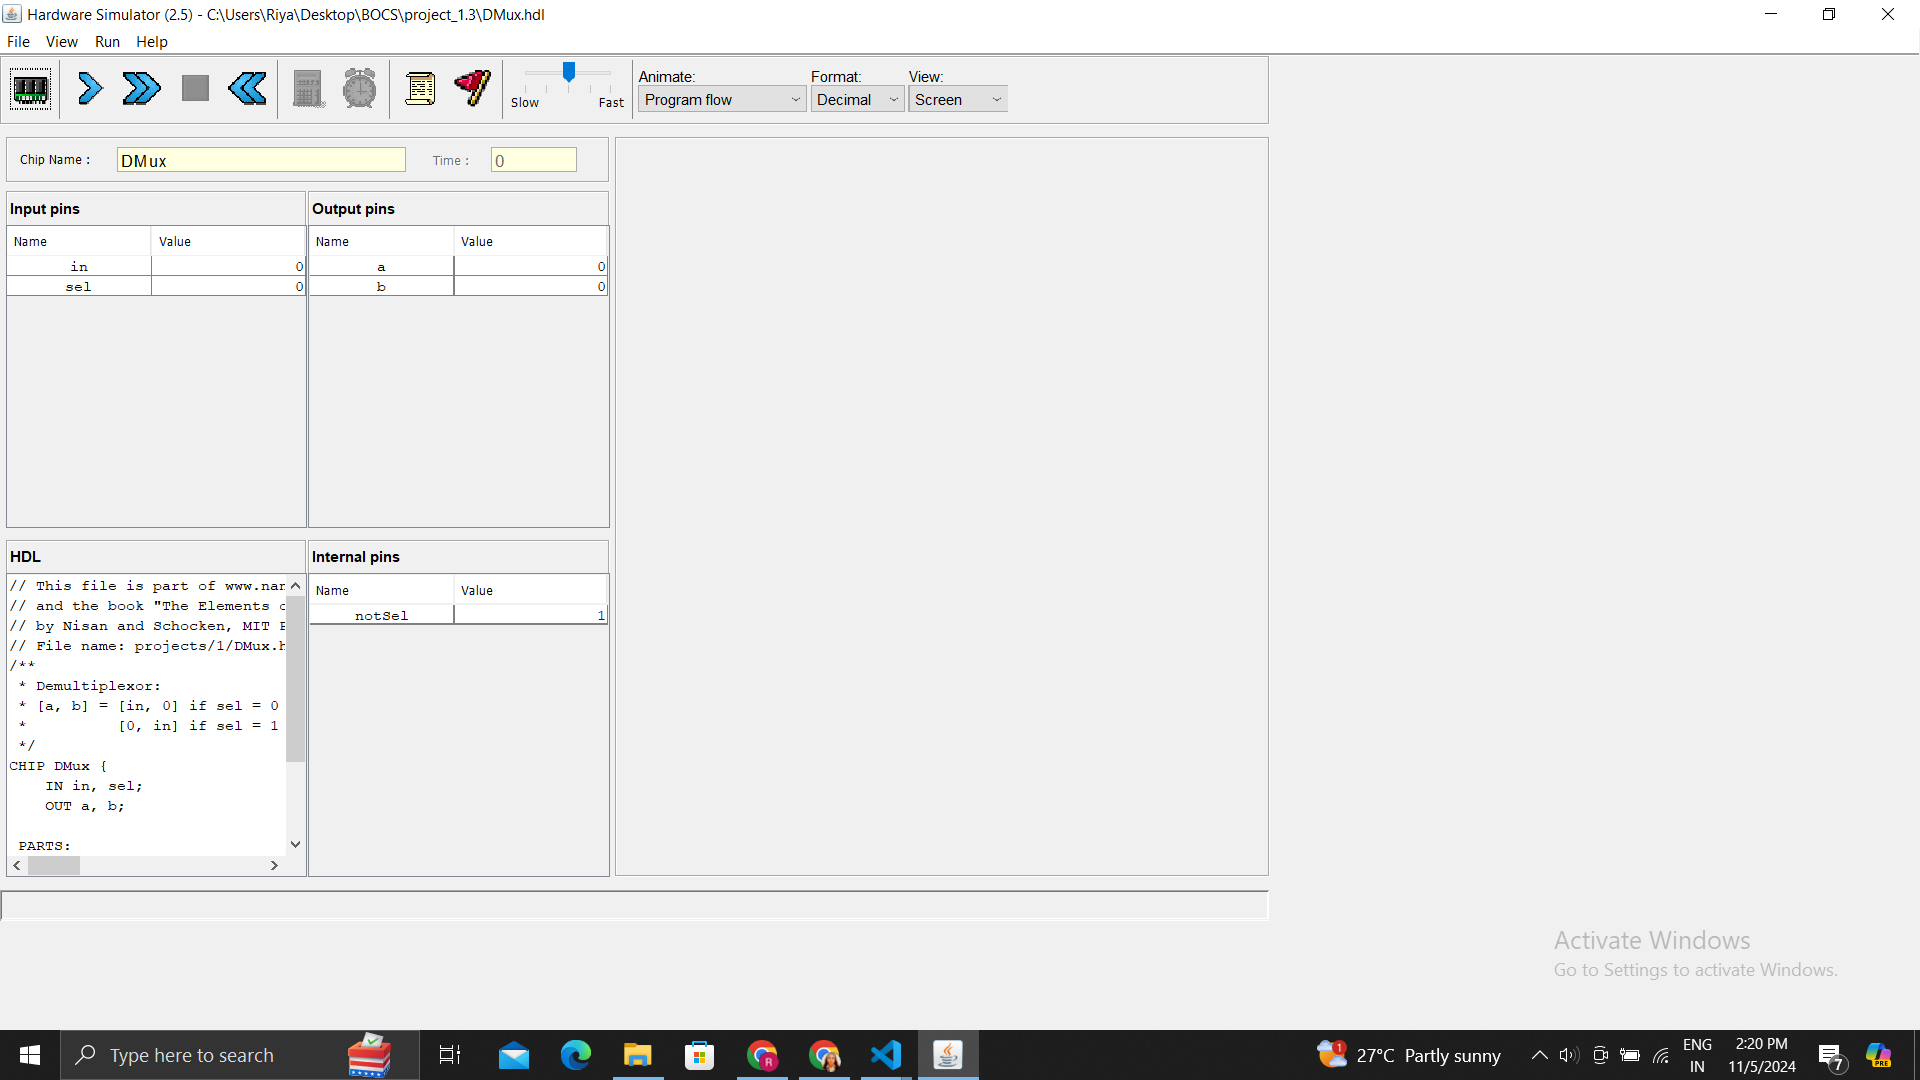 Hardware Simulator (2.5) - C:\Users\Riya\Desktop\BOCS\project_1.3\DMux.hdl
File View Run Help
Slow Fast
Animate: Format: View:
Program flow Decimal Screen
Chip Name : DMux Time : 0
Input pins Output pins
Name Value Name Value
in 0 a 0
sel 0 b 0
HDL Internal pins
Name Value
notSel 1
// This file is part of www.nan
// and the book "The Elements o
// by Nisan and Schocken, MIT P
// File name: projects/1/DMux.h
/**
* Demultiplexor:
* [a, b] = [in, 0] if sel = 0
* [0, in] if sel = 1
*/
CHIP DMux {
IN in, sel;
OUT a, b;
PARTS:
Activate Windows
Go to Settings to activate Windows.
Type here to search
R
1
27°C Partly sunny
ENG
IN
2:20 PM
11/5/2024
7
PRE